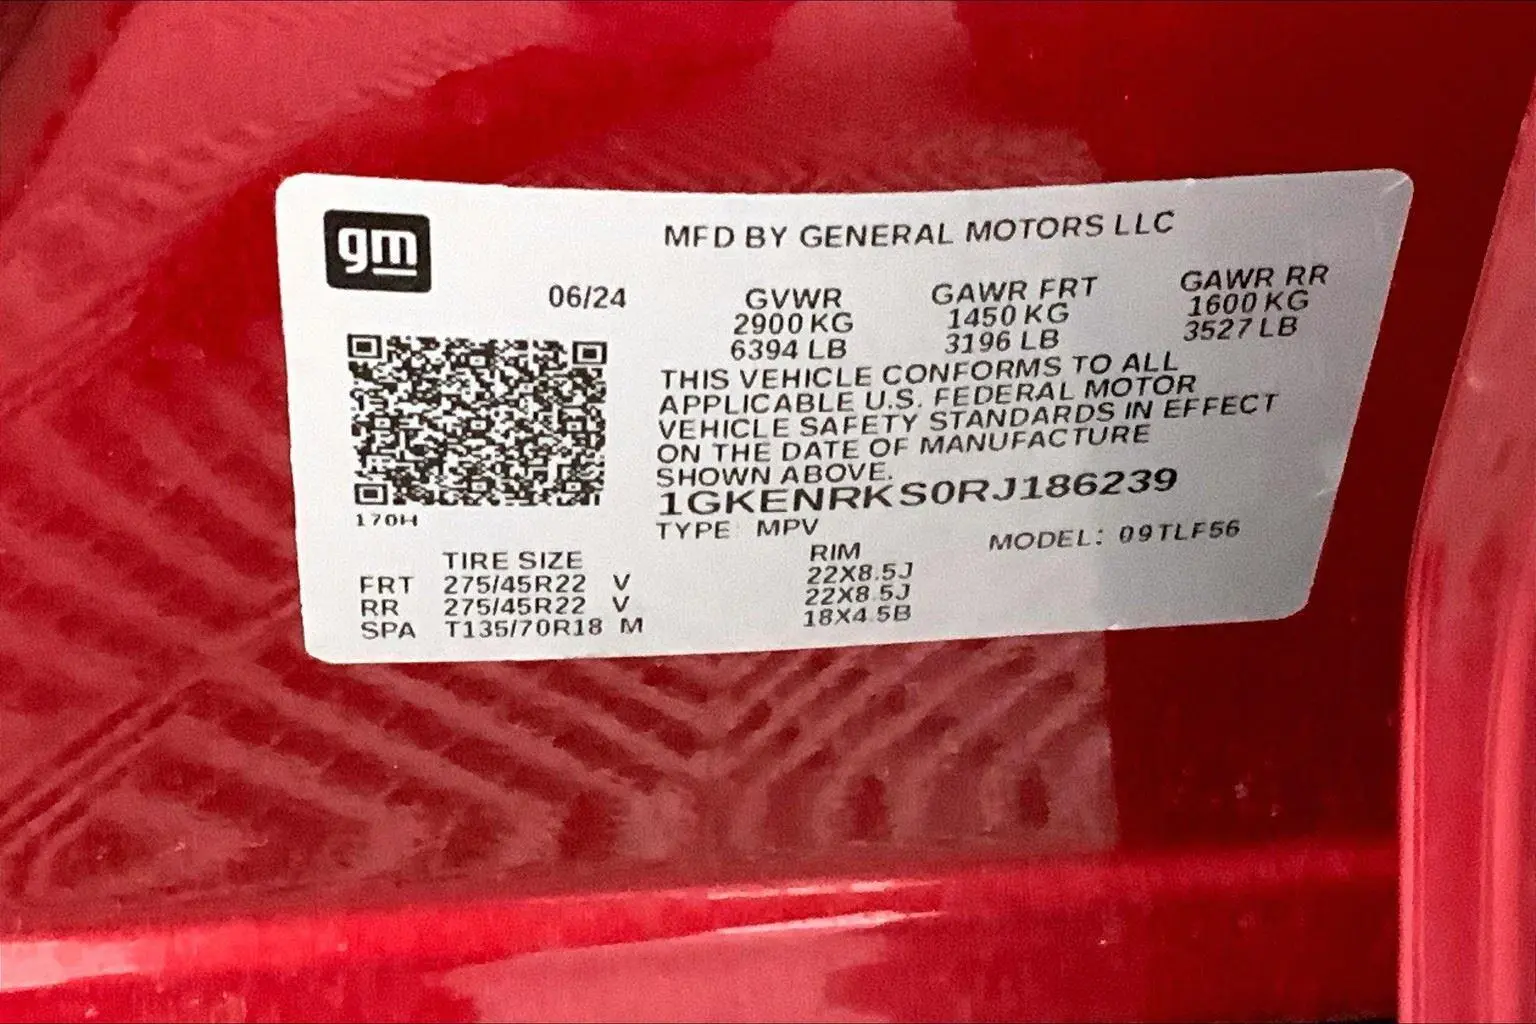 gm
MFD BY GENERAL MOTORS LLC
06/24 GVWR GAWR FRT GAWR RR
2900 KG 1450 KG 1600 KG
6394 LB 3196 LB 3527 LB
THIS VEHICLE CONFORMS TO ALL
APPLICABLE U.S. FEDERAL MOTOR
VEHICLE SAFETY STANDARDS IN EFFECT
ON THE DATE OF MANUFACTURE
SHOWN ABOVE.
1GKENRKS0RJ186239
170H
TYPE: MPV MODEL: 09TLF56
TIRE SIZE RIM
FRT 275/45R22 V 22X8.5J
RR 275/45R22 V 22X8.5J
SPA T135/70R18 M 18X4.5B